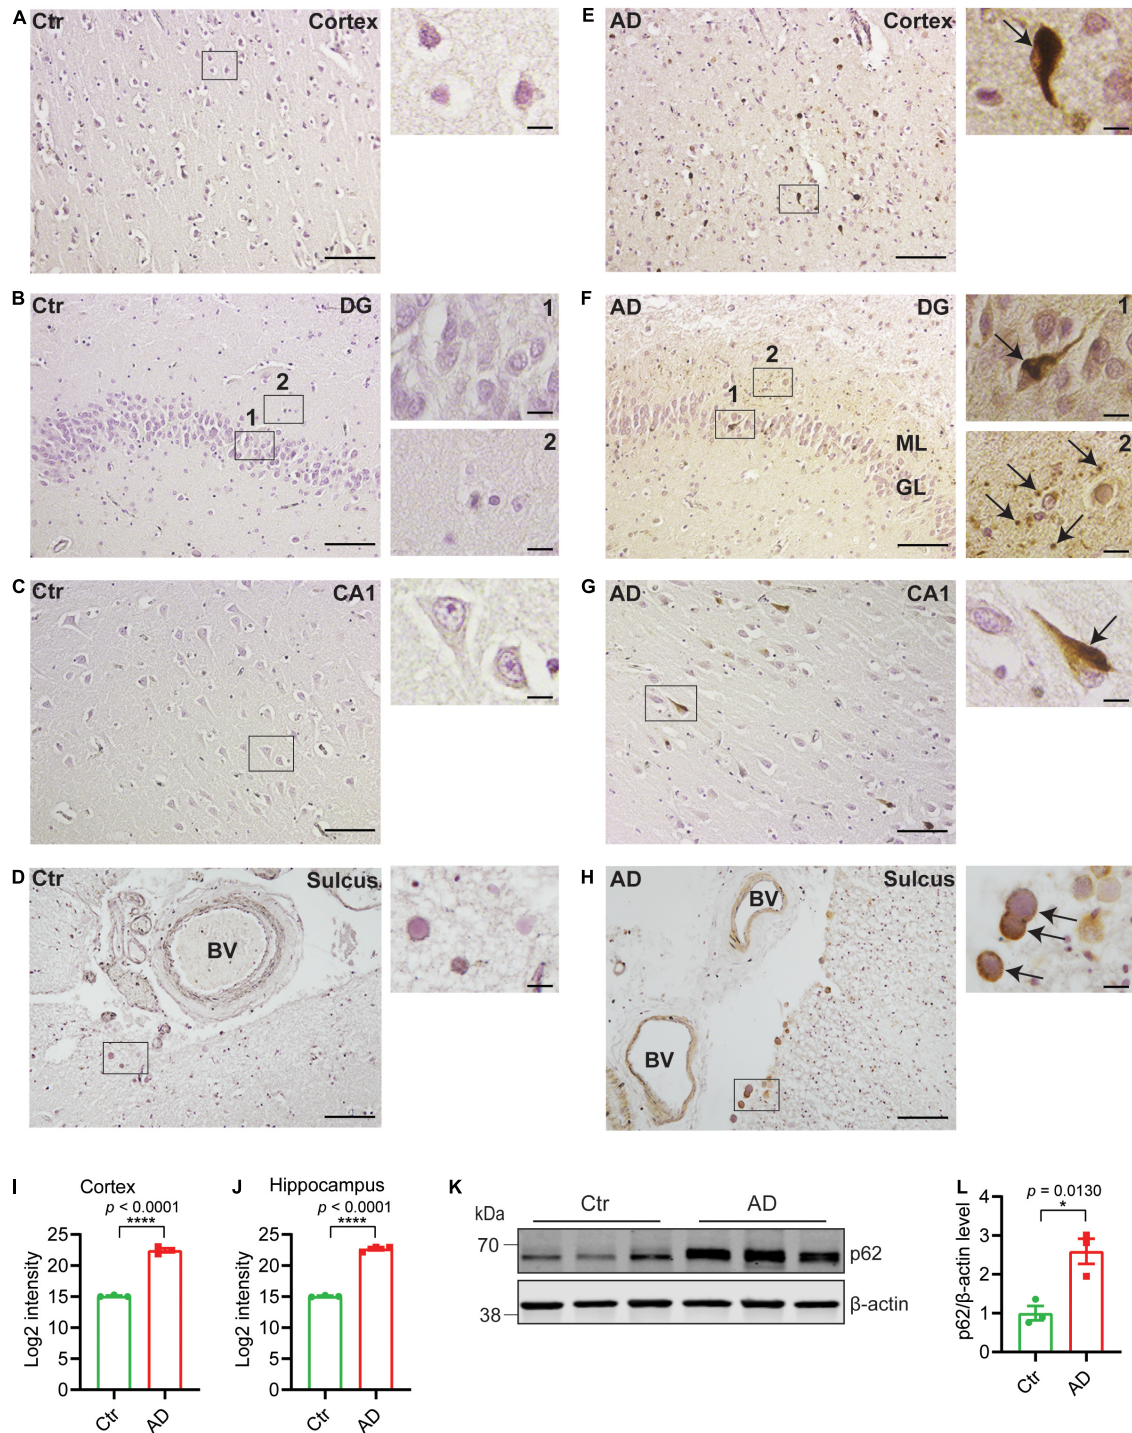 A Ctr Cortex
E AD Cortex
B Ctr DG 1
2
1
2
F AD DG 1
2
1
ML
GL
2
C Ctr CA1
G AD CA1
D Ctr Sulcus
BV
H AD Sulcus
BV
BV
I Cortex
p < 0.0001
****
Log2 intensity
25
20
15
10
5
0
Ctr
AD
J Hippocampus
p < 0.0001
****
Log2 intensity
25
20
15
10
5
0
Ctr
AD
K
kDa Ctr AD
70 p62
38 β-actin
L
p = 0.0130
*
p62/β-actin level
4
3
2
1
0
Ctr
AD